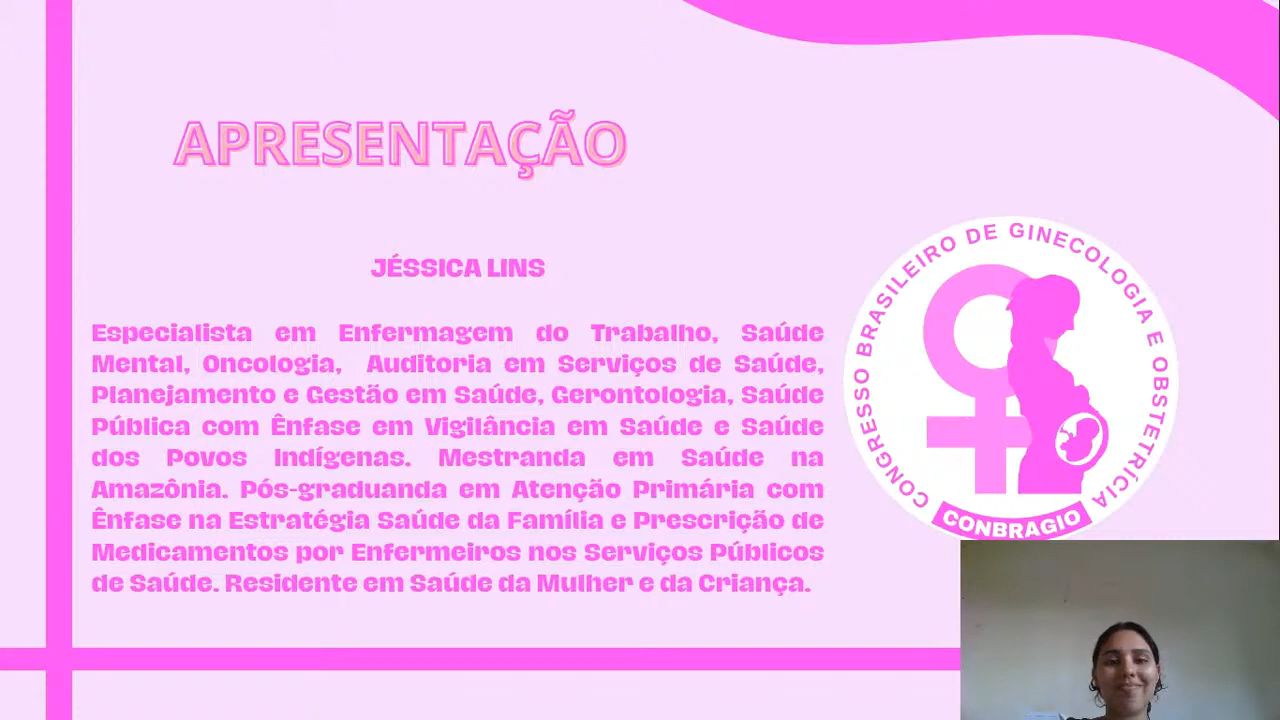 APRESENTAÇÃO
JÉSSICA LINS
Especialista em Enfermagem do Trabalho, Saúde
Mental, Oncologia, Auditoria em Serviços de Saúde,
Planejamento e Gestão em Saúde, Gerontologia, Saúde
Pública com Ênfase em Vigilância em Saúde e Saúde
dos Povos Indígenas. Mestranda em Saúde na
Amazônia. Pós-graduanda em Atenção Primária com
Ênfase na Estratégia Saúde da Família e Prescrição de
Medicamentos por Enfermeiros nos Serviços Públicos
de Saúde. Residente em Saúde da Mulher e da Criança.
CONGRESSO BRASILEIRO DE GINECOLOGIA E OBSTETRÍCIA
CONBRAGIO